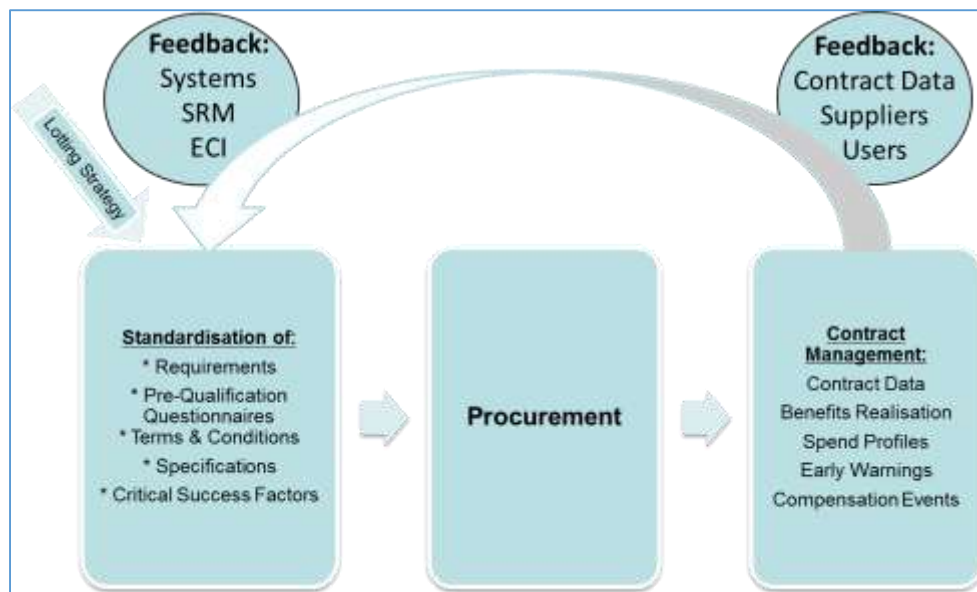 Feedback:
Systems
SRM
ECI
Feedback:
Contract Data
Suppliers
Users
Lotting Strategy
Standardisation of:
* Requirements
* Pre-Qualification
Questionnaires
* Terms & Conditions
* Specifications
* Critical Success Factors
Procurement
Contract
Management:
Contract Data
Benefits Realisation
Spend Profiles
Early Warnings
Compensation Events